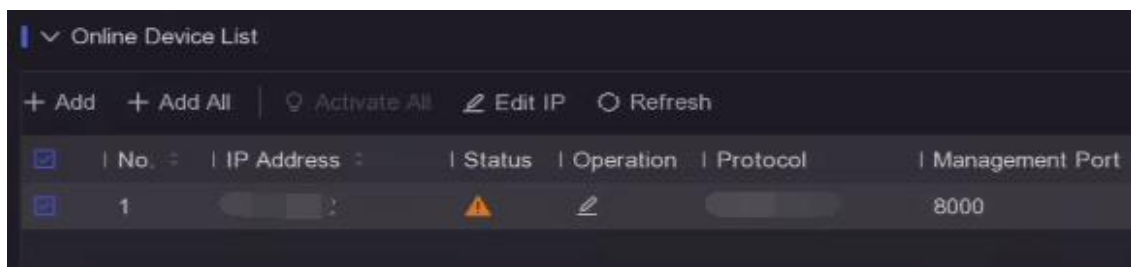 Online Device List
+ Add + Add All Activate All Edit IP Refresh
No. IP Address Status Operation Protocol Management Port
1 8000